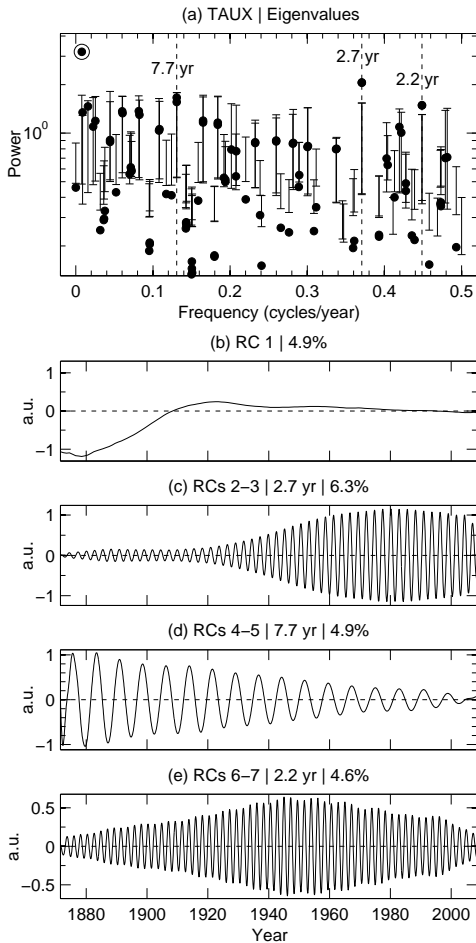 (a) TAUX | Eigenvalues
7.7 yr
2.7 yr
2.2 yr
10⁰
Power
0 0.1 0.2 0.3 0.4 0.5
Frequency (cycles/year)
(b) RC 1 | 4.9%
1
0
−1
a.u.
(c) RCs 2−3 | 2.7 yr | 6.3%
1
0
−1
a.u.
(d) RCs 4−5 | 7.7 yr | 4.9%
1
0
−1
a.u.
(e) RCs 6−7 | 2.2 yr | 4.6%
0.5
0
−0.5
a.u.
1880 1900 1920 1940 1960 1980 2000
Year